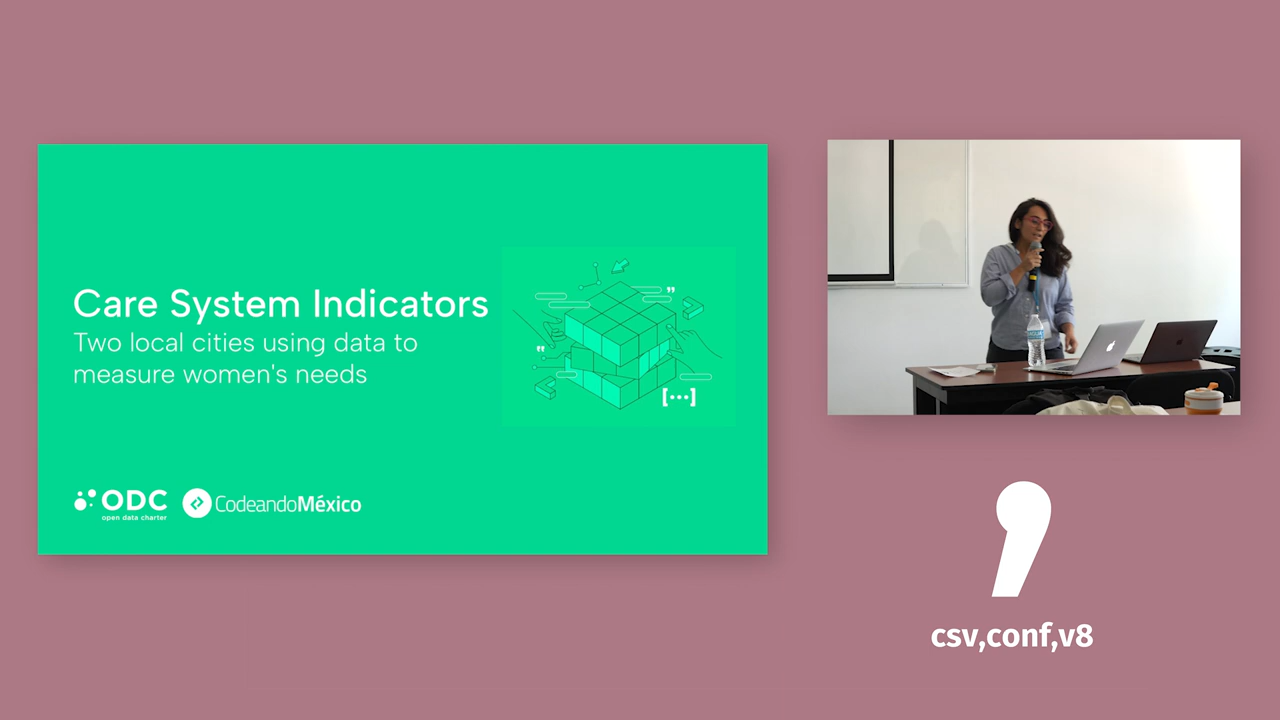 Care System Indicators
Two local cities using data to
measure women's needs
[•••]
ODC
open data charter
CodeandoMéxico
csv,conf,v8